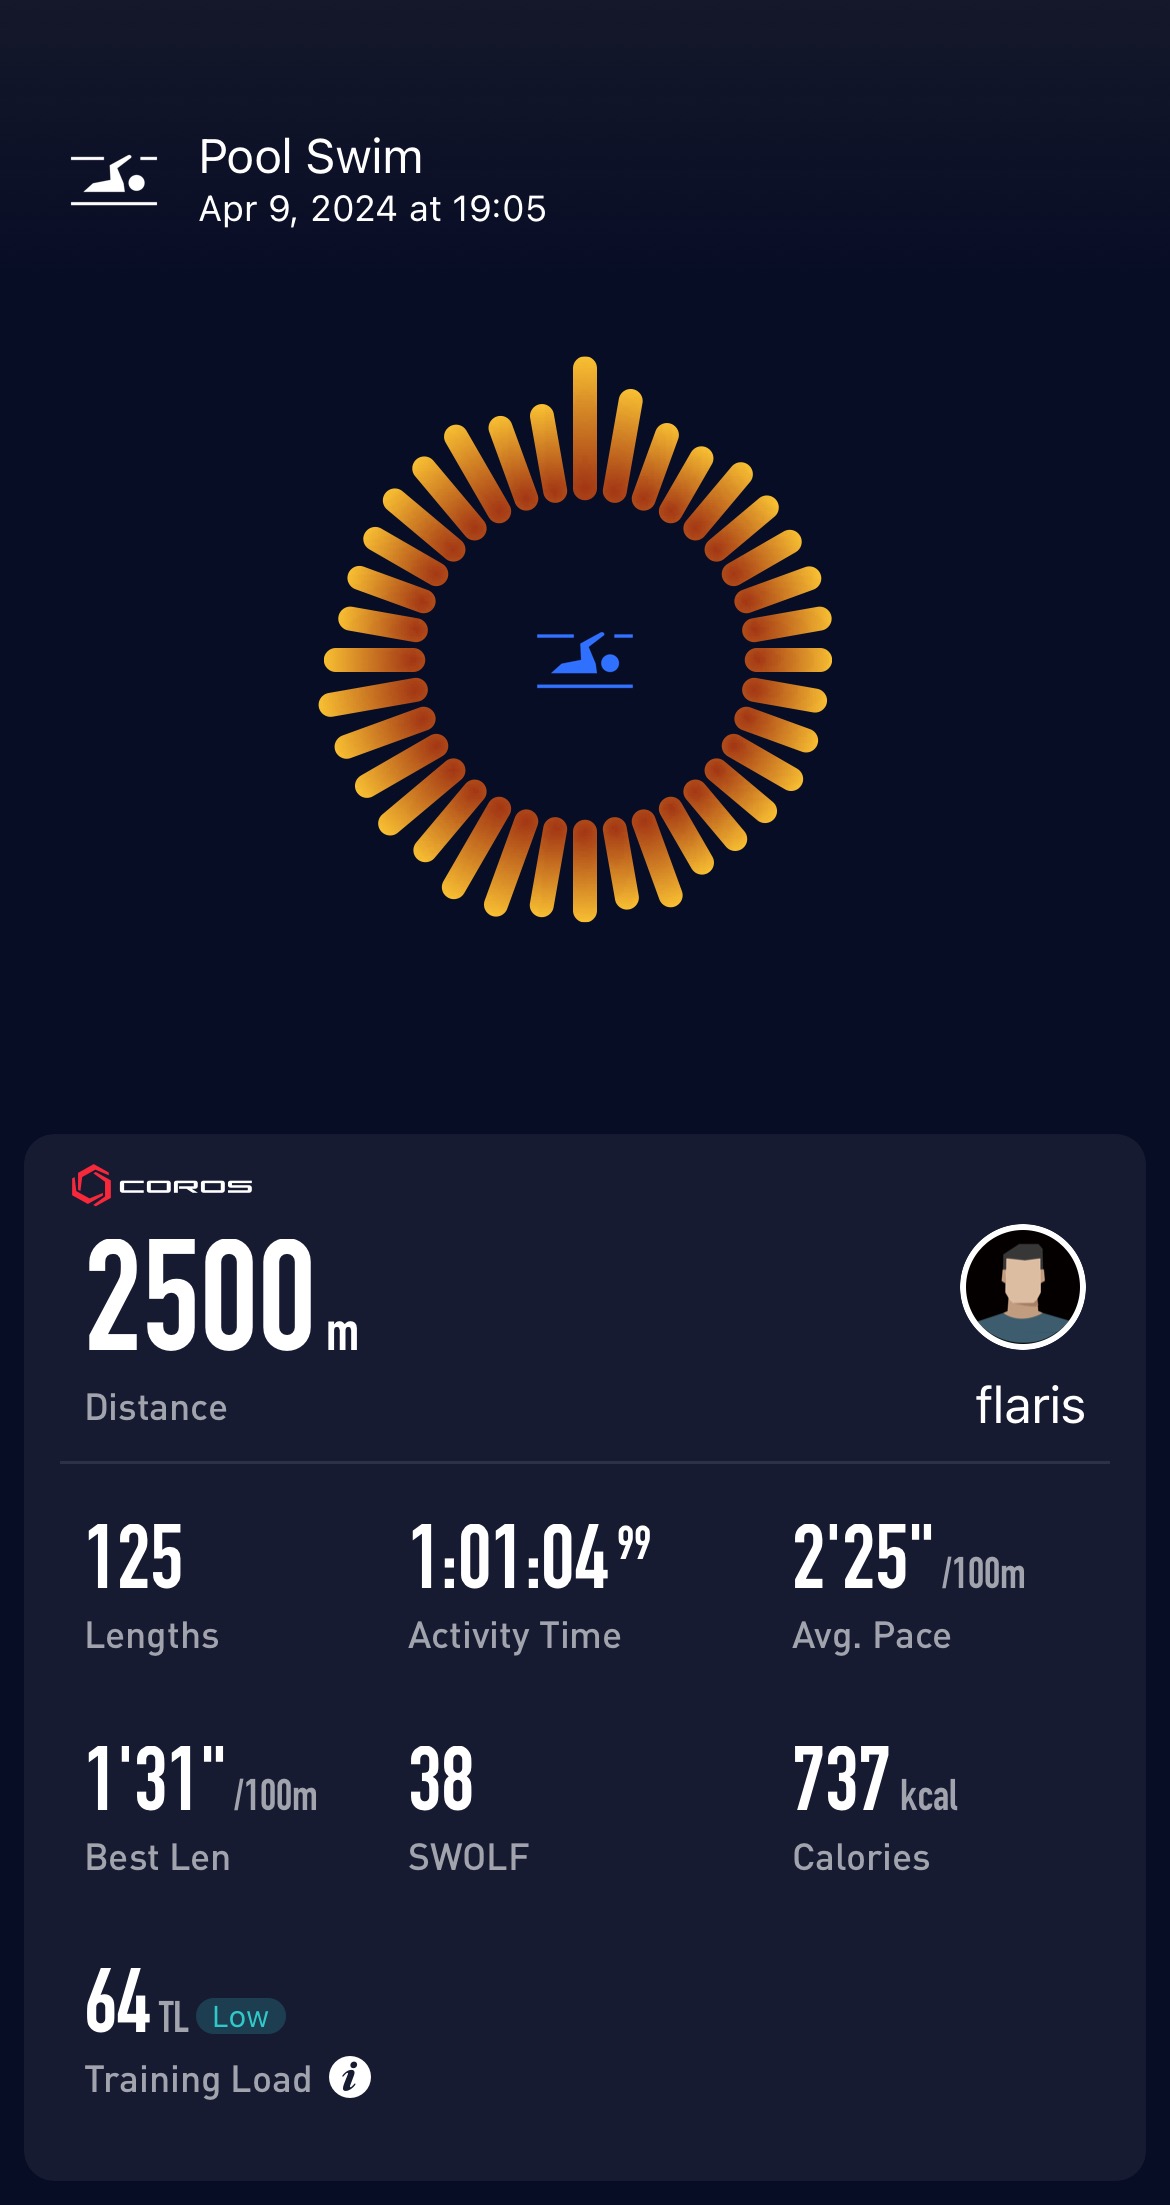 Pool Swim
Apr 9, 2024 at 19:05
COROS
2500 m
Distance
flaris
125
1:01:04 99
2'25" /100m
Lengths
Activity Time
Avg. Pace
1'31" /100m
38
737 kcal
Best Len
SWOLF
Calories
64 TL Low
Training Load i